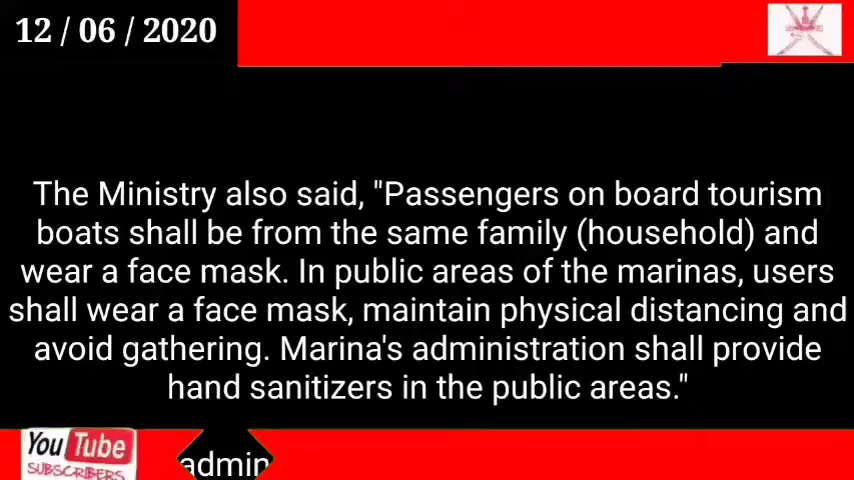 12 / 06 / 2020
The Ministry also said, "Passengers on board tourism
boats shall be from the same family (household) and
wear a face mask. In public areas of the marinas, users
shall wear a face mask, maintain physical distancing and
avoid gathering. Marina's administration shall provide
hand sanitizers in the public areas."
You Tube
SUBSCRIBERS
admin